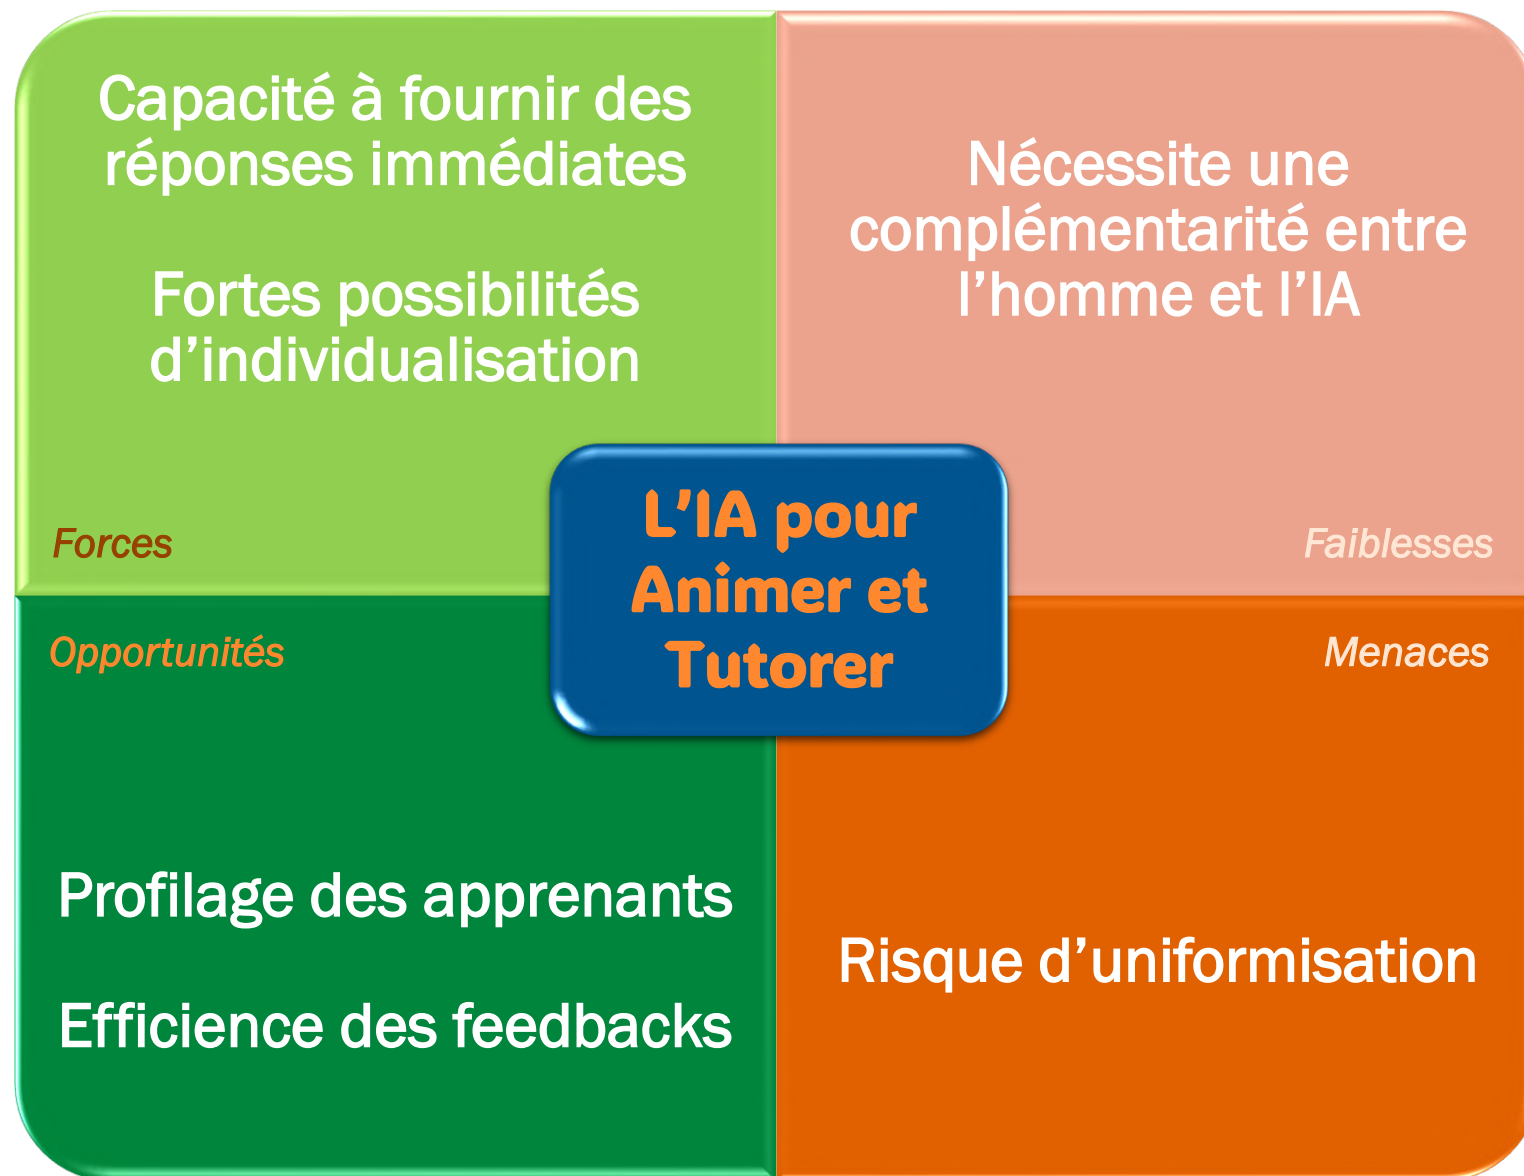 Capacité à fournir des
réponses immédiates
Fortes possibilités
d’individualisation
Forces
Nécessite une
complémentarité entre
l’homme et l’IA
Faiblesses
L’IA pour
Animer et
Tutorer
Opportunités
Profilage des apprenants
Efficience des feedbacks
Menaces
Risque d’uniformisation